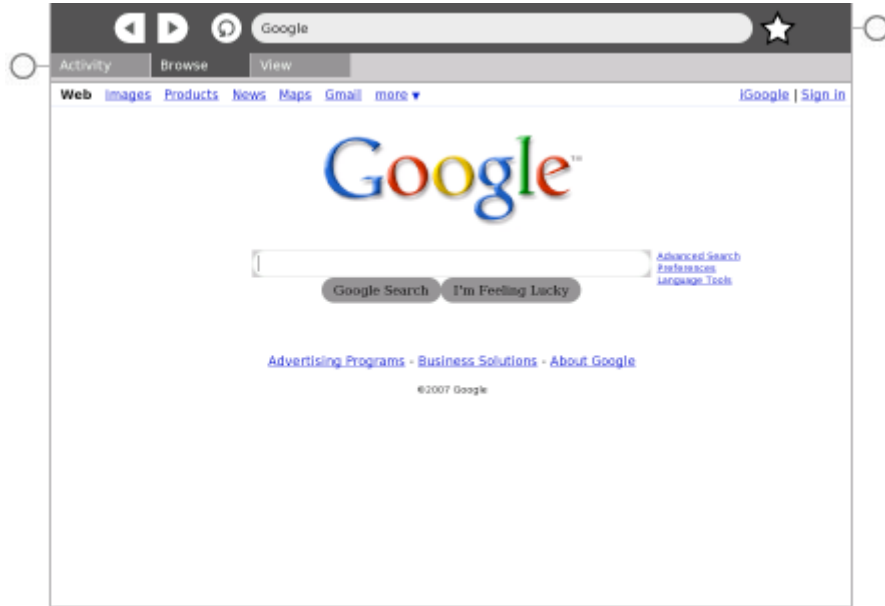 Google
Activity Browse View
Web Images Products News Maps Gmail more ▼ iGoogle | Sign in
Google™
Advanced Search
Preferences
Language Tools
Google Search I'm Feeling Lucky
Advertising Programs - Business Solutions - About Google
©2007 Google